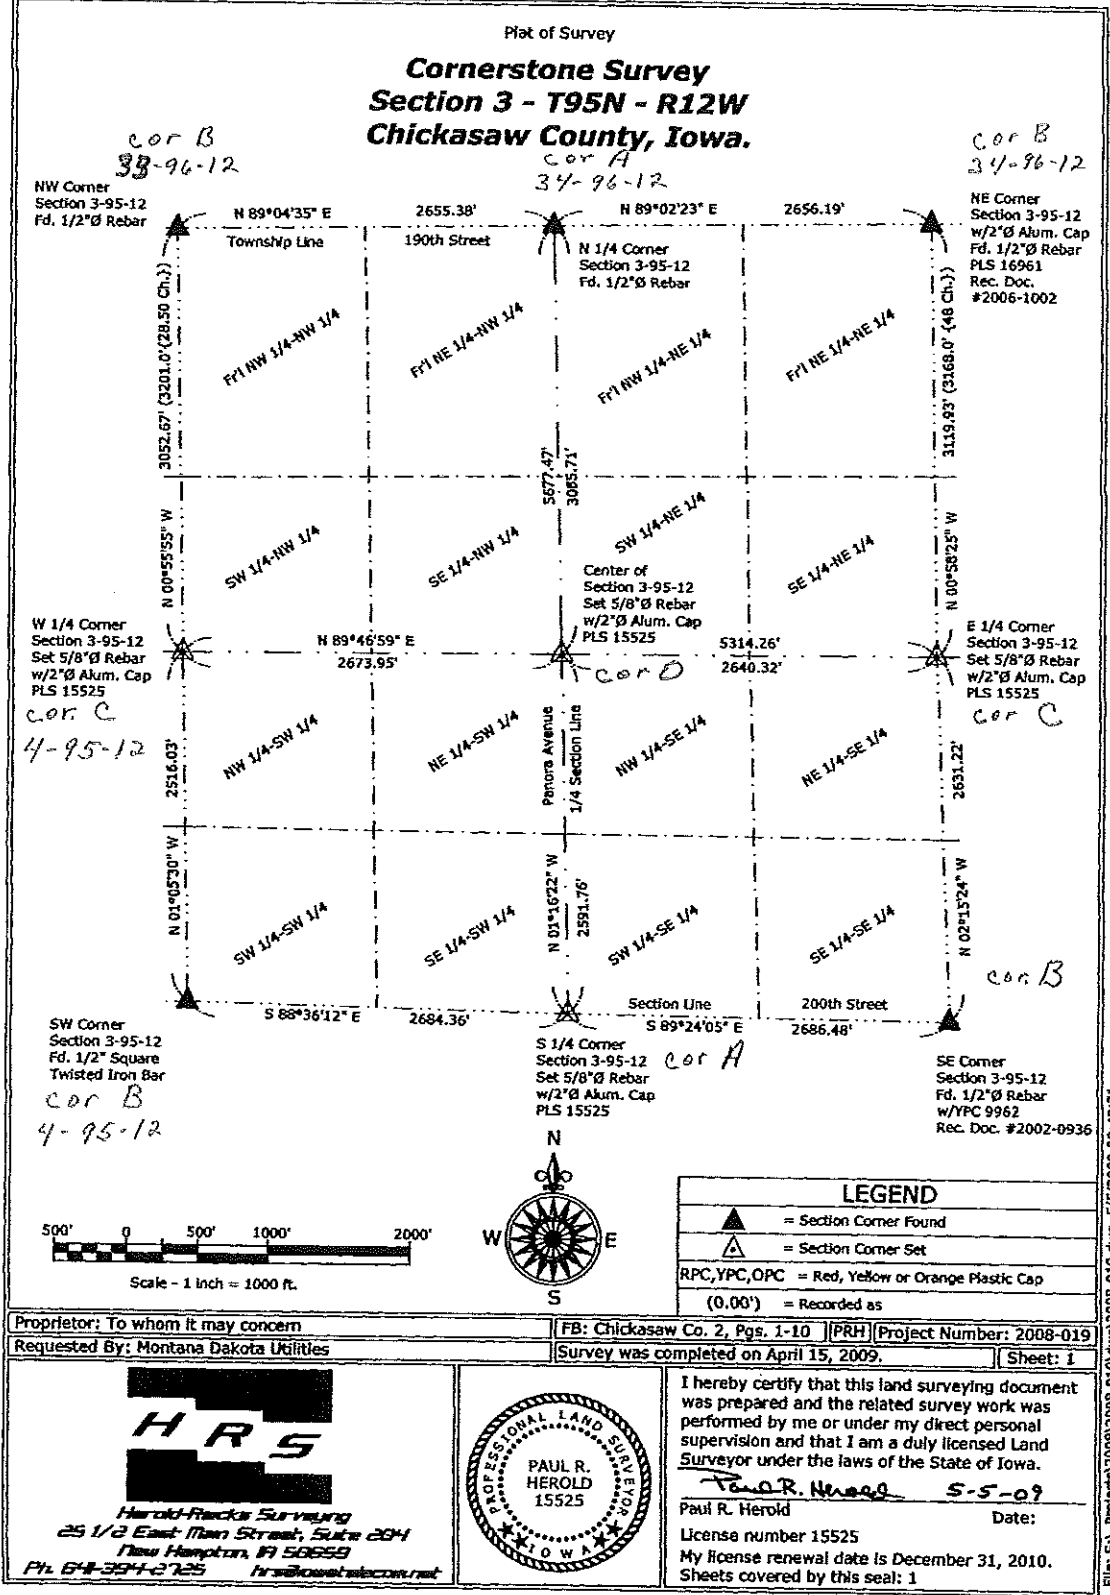 Plat of Survey
Cornerstone Survey
Section 3 - T95N - R12W
Chickasaw County, Iowa.
cor B
33-96-12
cor A
34-96-12
cor B
34-96-12
NW Corner
Section 3-95-12
Fd. 1/2"Ø Rebar
N 89°04'35" E
2655.38'
N 89°02'23" E
2656.19'
Township Line
190th Street
N 1/4 Corner
Section 3-95-12
Fd. 1/2"Ø Rebar
NE Corner
Section 3-95-12
w/2"Ø Alum. Cap
Fd. 1/2"Ø Rebar
PLS 16961
Rec. Doc.
#2006-1002
3052.67' (3201.0'{28.50 Ch.})
Fr'l NW 1/4-NW 1/4
Fr'l NE 1/4-NW 1/4
Fr'l NW 1/4-NE 1/4
Fr'l NE 1/4-NE 1/4
3119.93' (3168.0' {48 Ch.})
5677.47'
3085.71'
N 00°55'55" W
SW 1/4-NW 1/4
SE 1/4-NW 1/4
SW 1/4-NE 1/4
SE 1/4-NE 1/4
N 00°58'25" W
Center of
Section 3-95-12
Set 5/8"Ø Rebar
w/2"Ø Alum. Cap
PLS 15525
W 1/4 Corner
Section 3-95-12
Set 5/8"Ø Rebar
w/2"Ø Alum. Cap
PLS 15525
cor. C
4-95-12
N 89°46'59" E
2673.95'
5314.26'
2640.32'
cor D
E 1/4 Corner
Section 3-95-12
Set 5/8"Ø Rebar
w/2"Ø Alum. Cap
PLS 15525
cor C
2516.03'
NW 1/4-SW 1/4
NE 1/4-SW 1/4
Panora Avenue
1/4 Section Line
NW 1/4-SE 1/4
NE 1/4-SE 1/4
2631.22'
N 01°05'30" W
SW 1/4-SW 1/4
SE 1/4-SW 1/4
N 01°16'22" W
2591.76'
SW 1/4-SE 1/4
SE 1/4-SE 1/4
N 02°15'24" W
cor. B
S 88°36'12" E
2684.36'
Section Line
200th Street
S 89°24'05" E
2686.48'
SW Corner
Section 3-95-12
Fd. 1/2" Square
Twisted Iron Bar
cor B
4-95-12
S 1/4 Corner
Section 3-95-12
Set 5/8"Ø Rebar
w/2"Ø Alum. Cap
PLS 15525
cor A
SE Corner
Section 3-95-12
Fd. 1/2"Ø Rebar
w/YPC 9962
Rec. Doc. #2002-0936
N
W
E
S
500' 0 500' 1000' 2000'
Scale - 1 inch = 1000 ft.
LEGEND
= Section Corner Found
= Section Corner Set
RPC,YPC,OPC = Red, Yellow or Orange Plastic Cap
(0.00') = Recorded as
Proprietor: To whom it may concern
FB: Chickasaw Co. 2, Pgs. 1-10 PRH Project Number: 2008-019
Requested By: Montana Dakota Utilities
Survey was completed on April 15, 2009. Sheet: 1
HRS
Herold-Reicks Surveying
25 1/2 East Main Street, Suite 204
New Hampton, IA 50659
Ph. 641-394-2725
PROFESSIONAL LAND SURVEYOR
PAUL R.
HEROLD
15525
IOWA
I hereby certify that this land surveying document
was prepared and the related survey work was
performed by me or under my direct personal
supervision and that I am a duly licensed Land
Surveyor under the laws of the State of Iowa.
Paul R. Herold 5-5-09
Paul R. Herold Date:
License number 15525
My license renewal date is December 31, 2010.
Sheets covered by this seal: 1